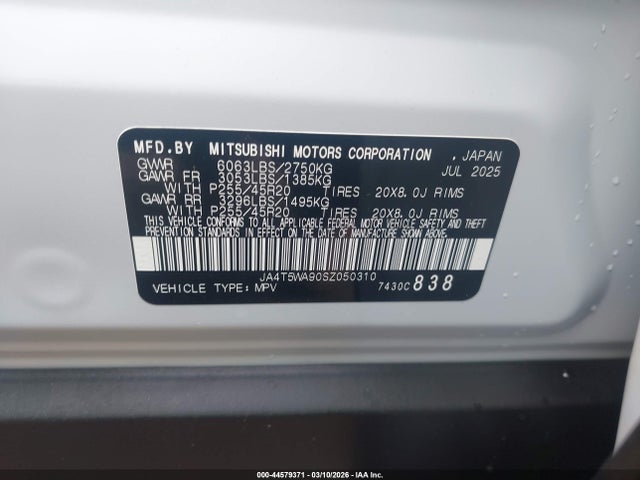 MFD.BY MITSUBISHI MOTORS CORPORATION , JAPAN
GVWR 6063LBS/2750KG JUL 2025
GAWR FR 3053LBS/1385KG
WITH P255/45R20 TIRES 20X8.0J RIMS
GAWR RR 3296LBS/1495KG
WITH P255/45R20 TIRES 20X8.0J RIMS
THIS VEHICLE CONFORMS TO ALL APPLICABLE FEDERAL MOTOR VEHICLE SAFETY AND THEFT
PREVENTION STANDARDS IN EFFECT ON THE DATE OF MANUFACTURE SHOWN ABOVE.
JA4T5WA90SZ050310
VEHICLE TYPE: MPV 7430C 838
000-44579371 | 03/10/2026 | IAA Inc.